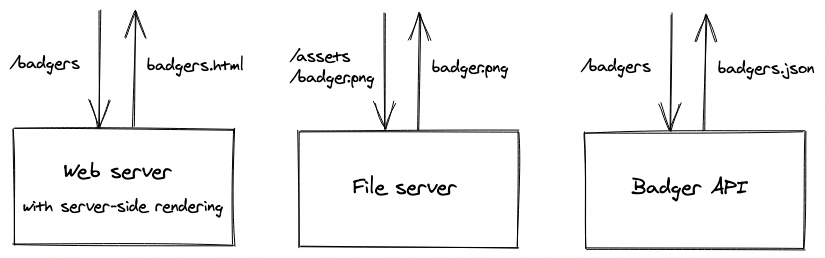 /badgers
badgers.html
Web server
with server-side rendering
/assets
/badger.png
badger.png
File server
/badgers
badgers.json
Badger API